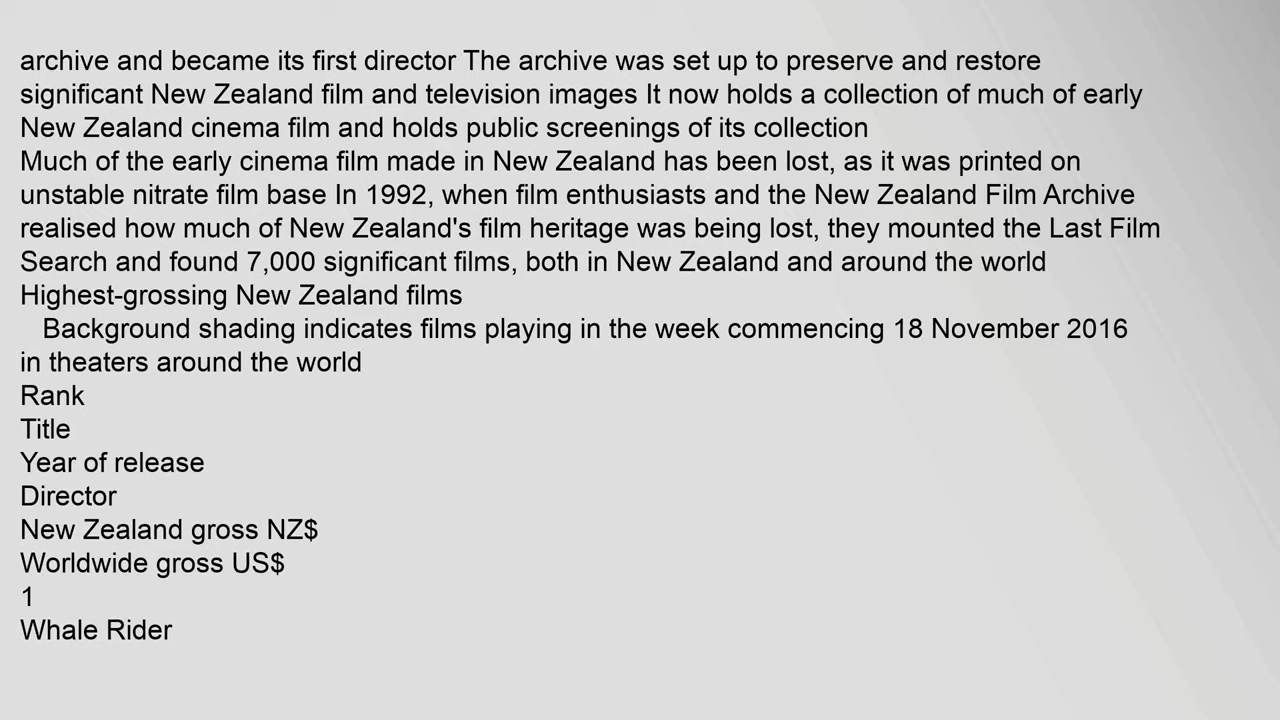 archive and became its first director The archive was set up to preserve and restore
significant New Zealand film and television images It now holds a collection of much of early
New Zealand cinema film and holds public screenings of its collection
Much of the early cinema film made in New Zealand has been lost, as it was printed on
unstable nitrate film base In 1992, when film enthusiasts and the New Zealand Film Archive
realised how much of New Zealand's film heritage was being lost, they mounted the Last Film
Search and found 7,000 significant films, both in New Zealand and around the world
Highest-grossing New Zealand films
Background shading indicates films playing in the week commencing 18 November 2016
in theaters around the world
Rank
Title
Year of release
Director
New Zealand gross NZ$
Worldwide gross US$
1
Whale Rider